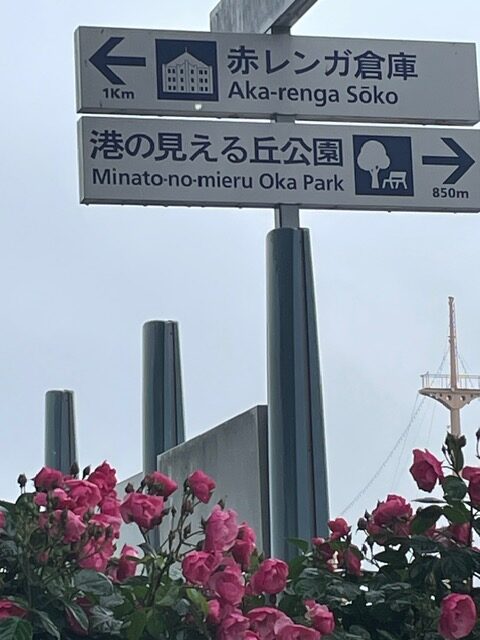 赤レンガ倉庫
Aka-renga Sōko
1Km
港の見える丘公園
Minato-no-mieru Oka Park
850m